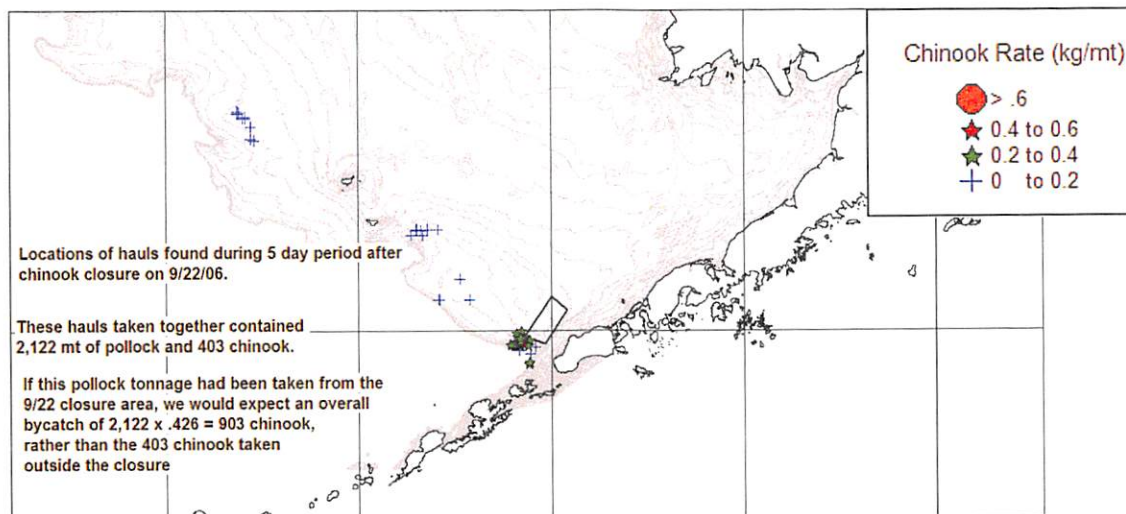 Chinook Rate (kg/mt)
> .6
0.4 to 0.6
0.2 to 0.4
0 to 0.2
Locations of hauls found during 5 day period after
chinook closure on 9/22/06.
These hauls taken together contained
2,122 mt of pollock and 403 chinook.
If this pollock tonnage had been taken from the
9/22 closure area, we would expect an overall
bycatch of 2,122 x .426 = 903 chinook,
rather than the 403 chinook taken
outside the closure